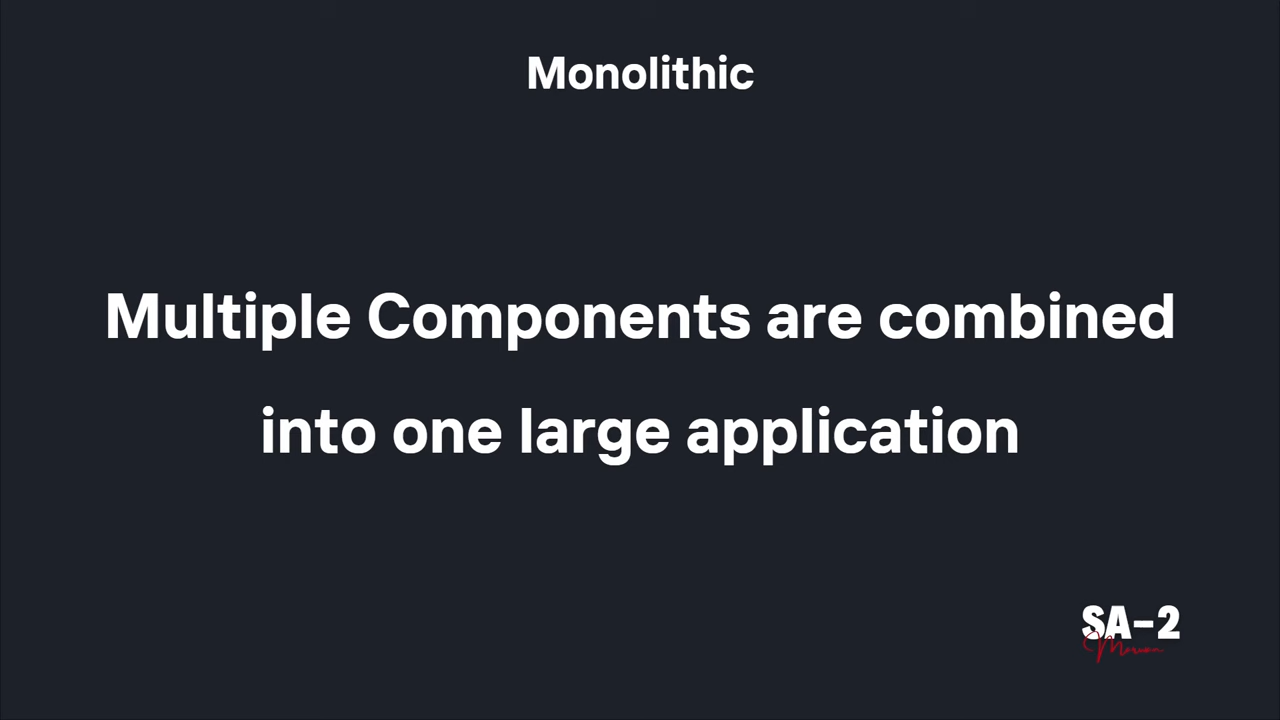 Monolithic
Multiple Components are combined
into one large application
SA-2